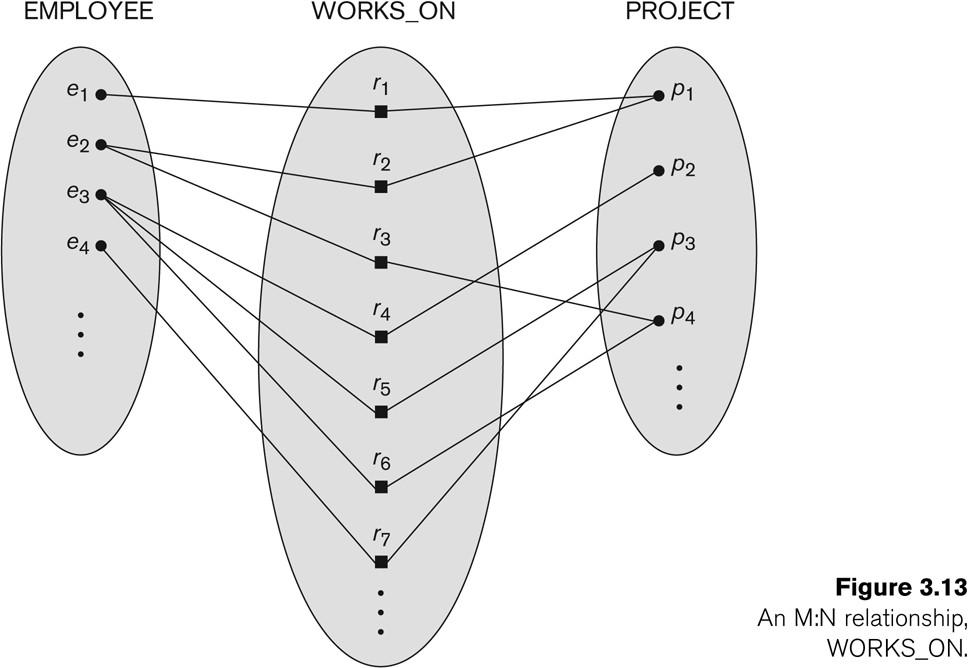 EMPLOYEE WORKS_ON PROJECT
e1
e2
e3
e4
r1
r2
r3
r4
r5
r6
r7
p1
p2
p3
p4
Figure 3.13
An M:N relationship,
WORKS_ON.